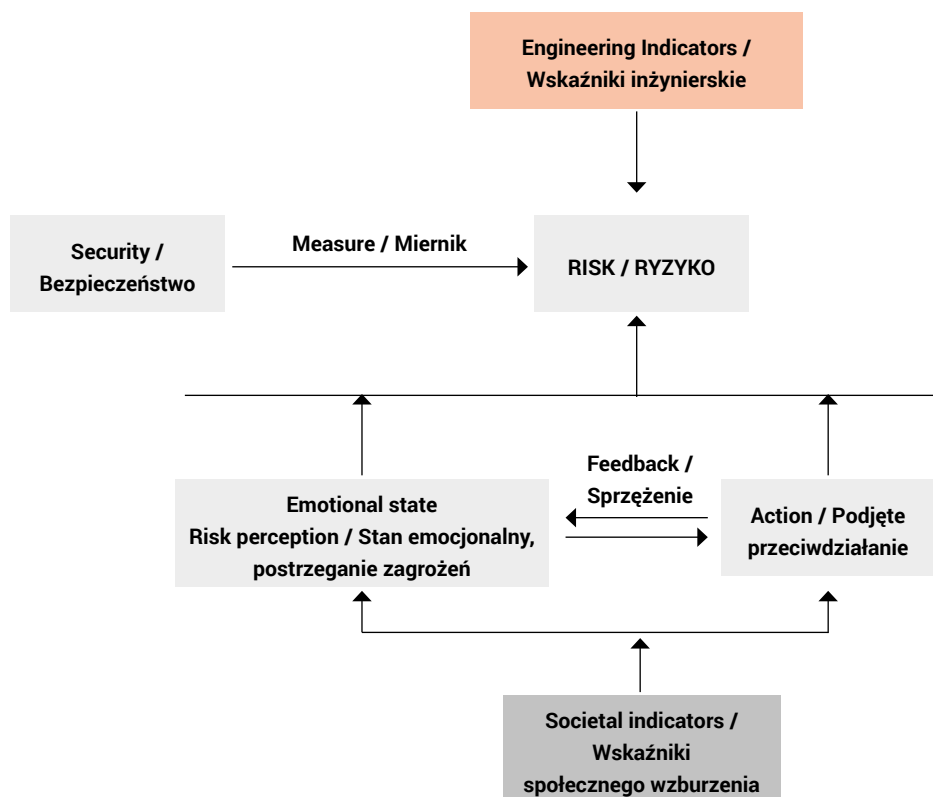 Engineering Indicators /
Wskaźniki inżynierskie
Security /
Bezpieczeństwo
Measure / Miernik
RISK / RYZYKO
Feedback /
Sprzężenie
Emotional state
Risk perception / Stan emocjonalny,
postrzeganie zagrożeń
Action / Podjęte
przeciwdziałanie
Societal indicators /
Wskaźniki
społecznego wzburzenia